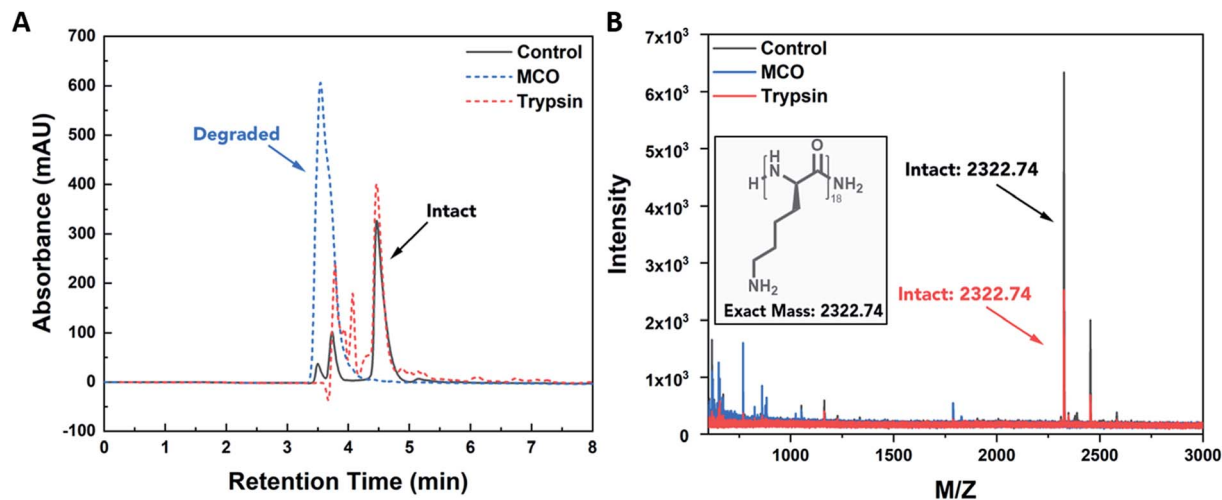 A
Absorbance (mAU)
700
600
500
400
300
200
100
0
-100
0 1 2 3 4 5 6 7 8
Retention Time (min)
Control
MCO
Trypsin
Degraded
Intact
B
Intensity
7x10³
6x10³
5x10³
4x10³
3x10³
2x10³
1x10³
0
1000 1500 2000 2500 3000
M/Z
Control
MCO
Trypsin
H
N
O
H
NH₂
18
NH₂
Exact Mass: 2322.74
Intact: 2322.74
Intact: 2322.74